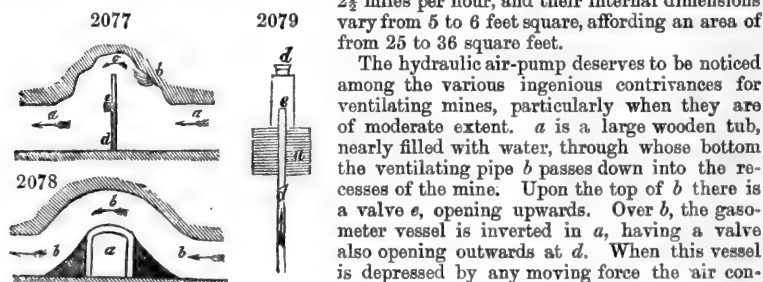 2077
2079
2078
c
b
e
a
a
d
b
b
a
b
d
e
a
2½ miles per hour, and their internal dimensions
vary from 5 to 6 feet square, affording an area of
from 25 to 36 square feet.
The hydraulic air-pump deserves to be noticed
among the various ingenious contrivances for
ventilating mines, particularly when they are
of moderate extent. a is a large wooden tub,
nearly filled with water, through whose bottom
the ventilating pipe b passes down into the re-
cesses of the mine. Upon the top of b there is
a valve e, opening upwards. Over b, the gaso-
meter vessel is inverted in a, having a valve
also opening outwards at d. When this vessel
is depressed by any moving force the air con-